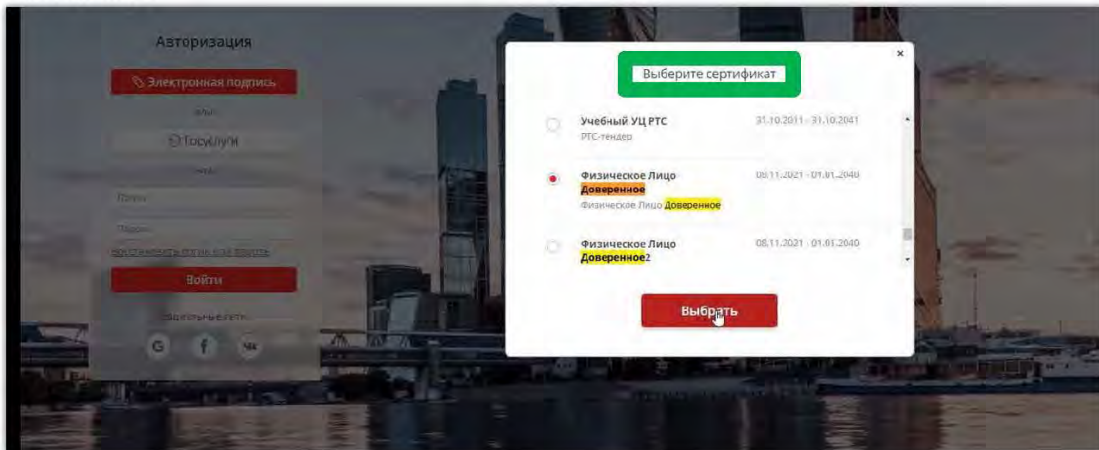 Авторизация
Электронная подпись
Госуслуги
Войти
Выберите сертификат
×
Учебный УЦ РТС
31.10.2011 - 31.10.2041
РТС-тендер
Физическое Лицо
Доверенное
08.11.2021 - 01.01.2040
Физическое Лицо Доверенное
Физическое Лицо
Доверенное2
08.11.2021 - 01.01.2040
Выбрать
G f